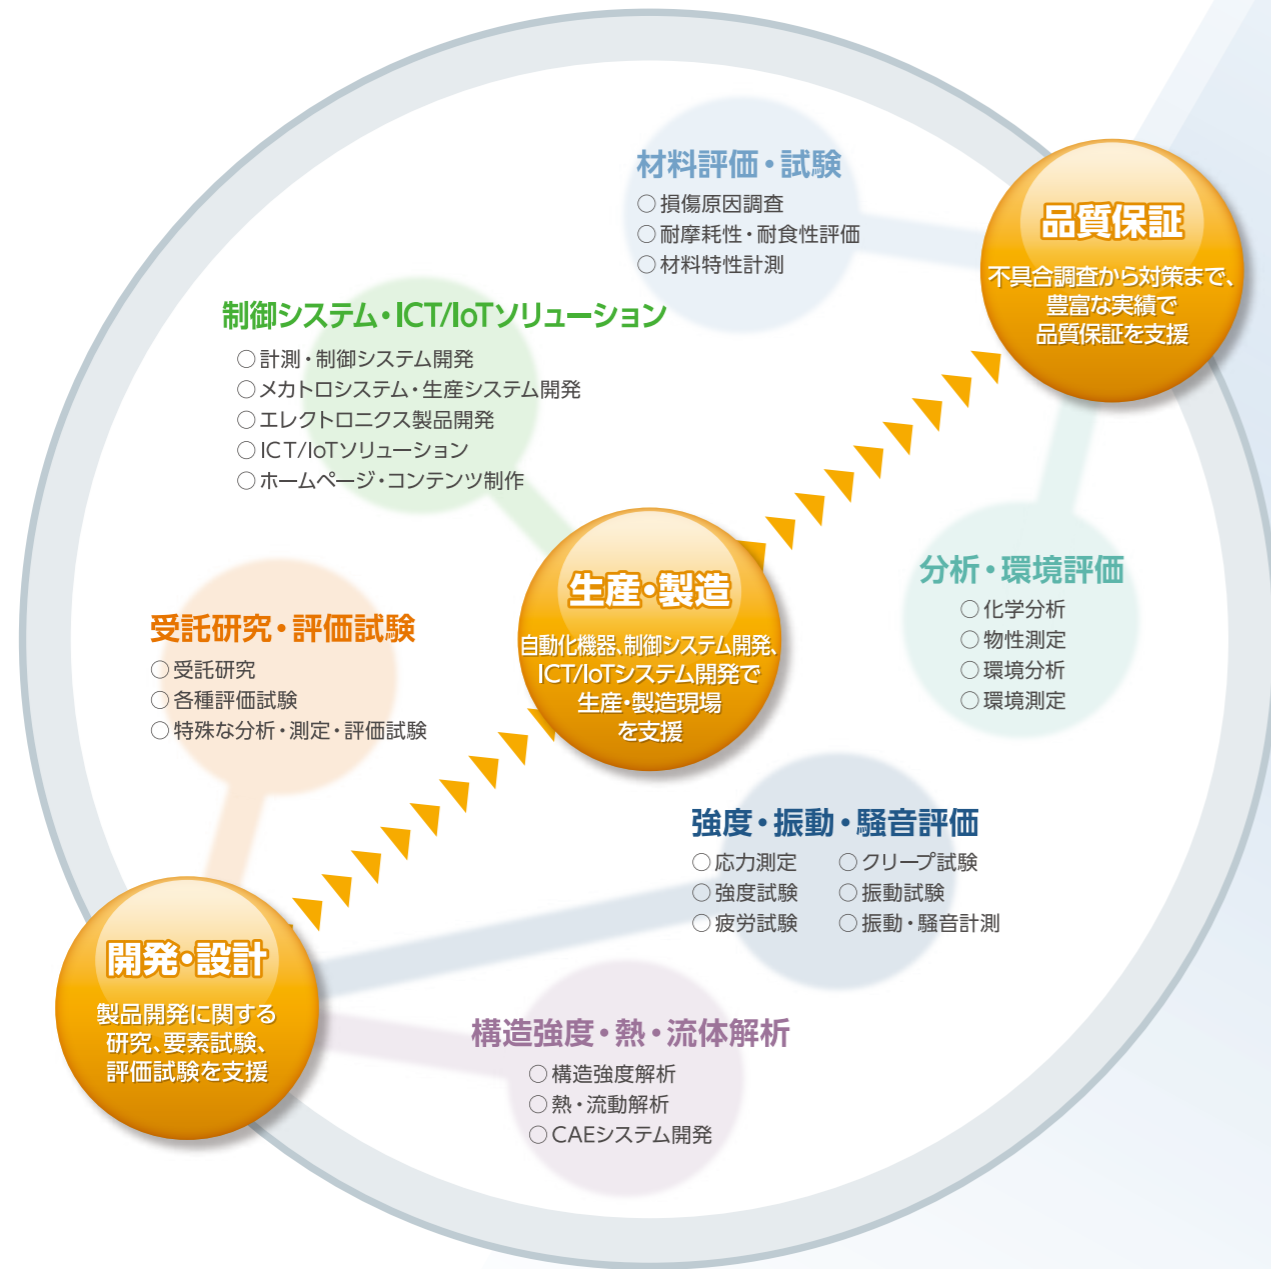 材料評価・試験
○損傷原因調査
○耐摩耗性・耐食性評価
○材料特性計測
品質保証
不具合調査から対策まで、
豊富な実績で
品質保証を支援
制御システム・ICT/IoTソリューション
○計測・制御システム開発
○メカトロシステム・生産システム開発
○エレクトロニクス製品開発
○ICT/IoTソリューション
○ホームページ・コンテンツ制作
生産・製造
自動化機器、制御システム開発、
ICT/IoTシステム開発で
生産・製造現場
を支援
分析・環境評価
○化学分析
○物性測定
○環境分析
○環境測定
受託研究・評価試験
○受託研究
○各種評価試験
○特殊な分析・測定・評価試験
強度・振動・騒音評価
○応力測定 ○クリープ試験
○強度試験 ○振動試験
○疲労試験 ○振動・騒音計測
開発・設計
製品開発に関する
研究、要素試験、
評価試験を支援
構造強度・熱・流体解析
○構造強度解析
○熱・流動解析
○CAEシステム開発